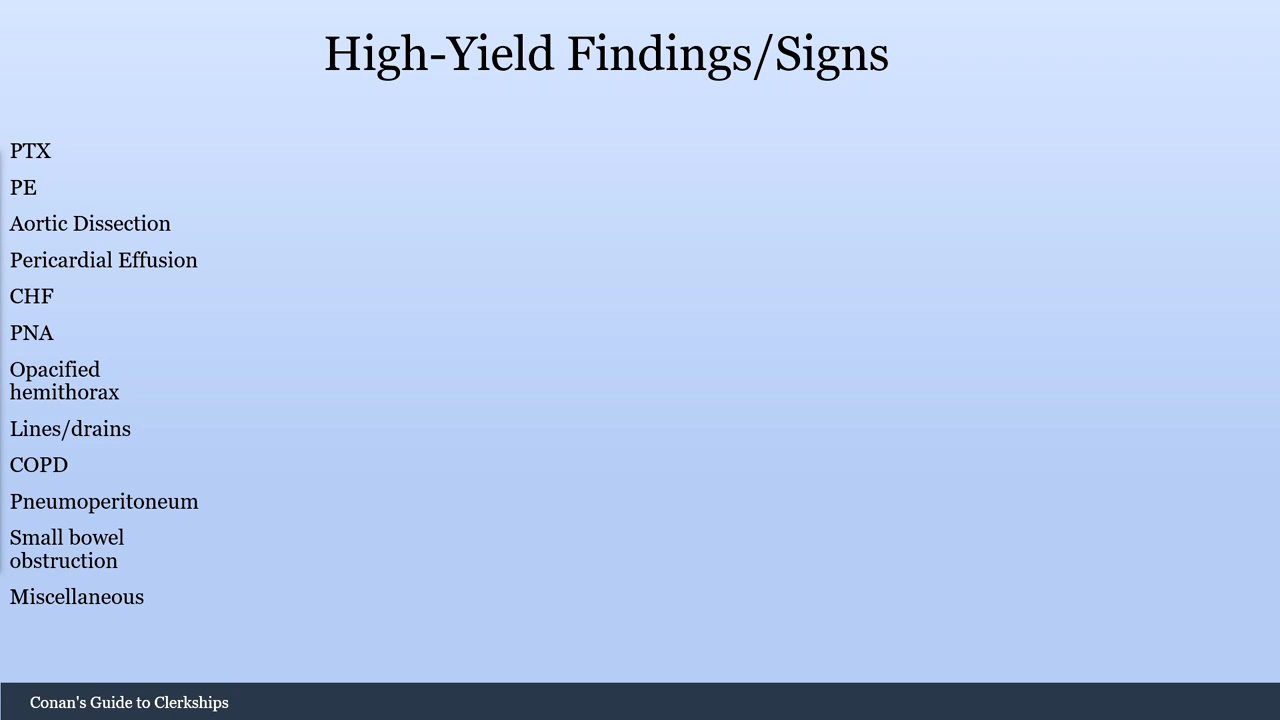 High-Yield Findings/Signs
PTX
PE
Aortic Dissection
Pericardial Effusion
CHF
PNA
Opacified
hemithorax
Lines/drains
COPD
Pneumoperitoneum
Small bowel
obstruction
Miscellaneous
Conan's Guide to Clerkships